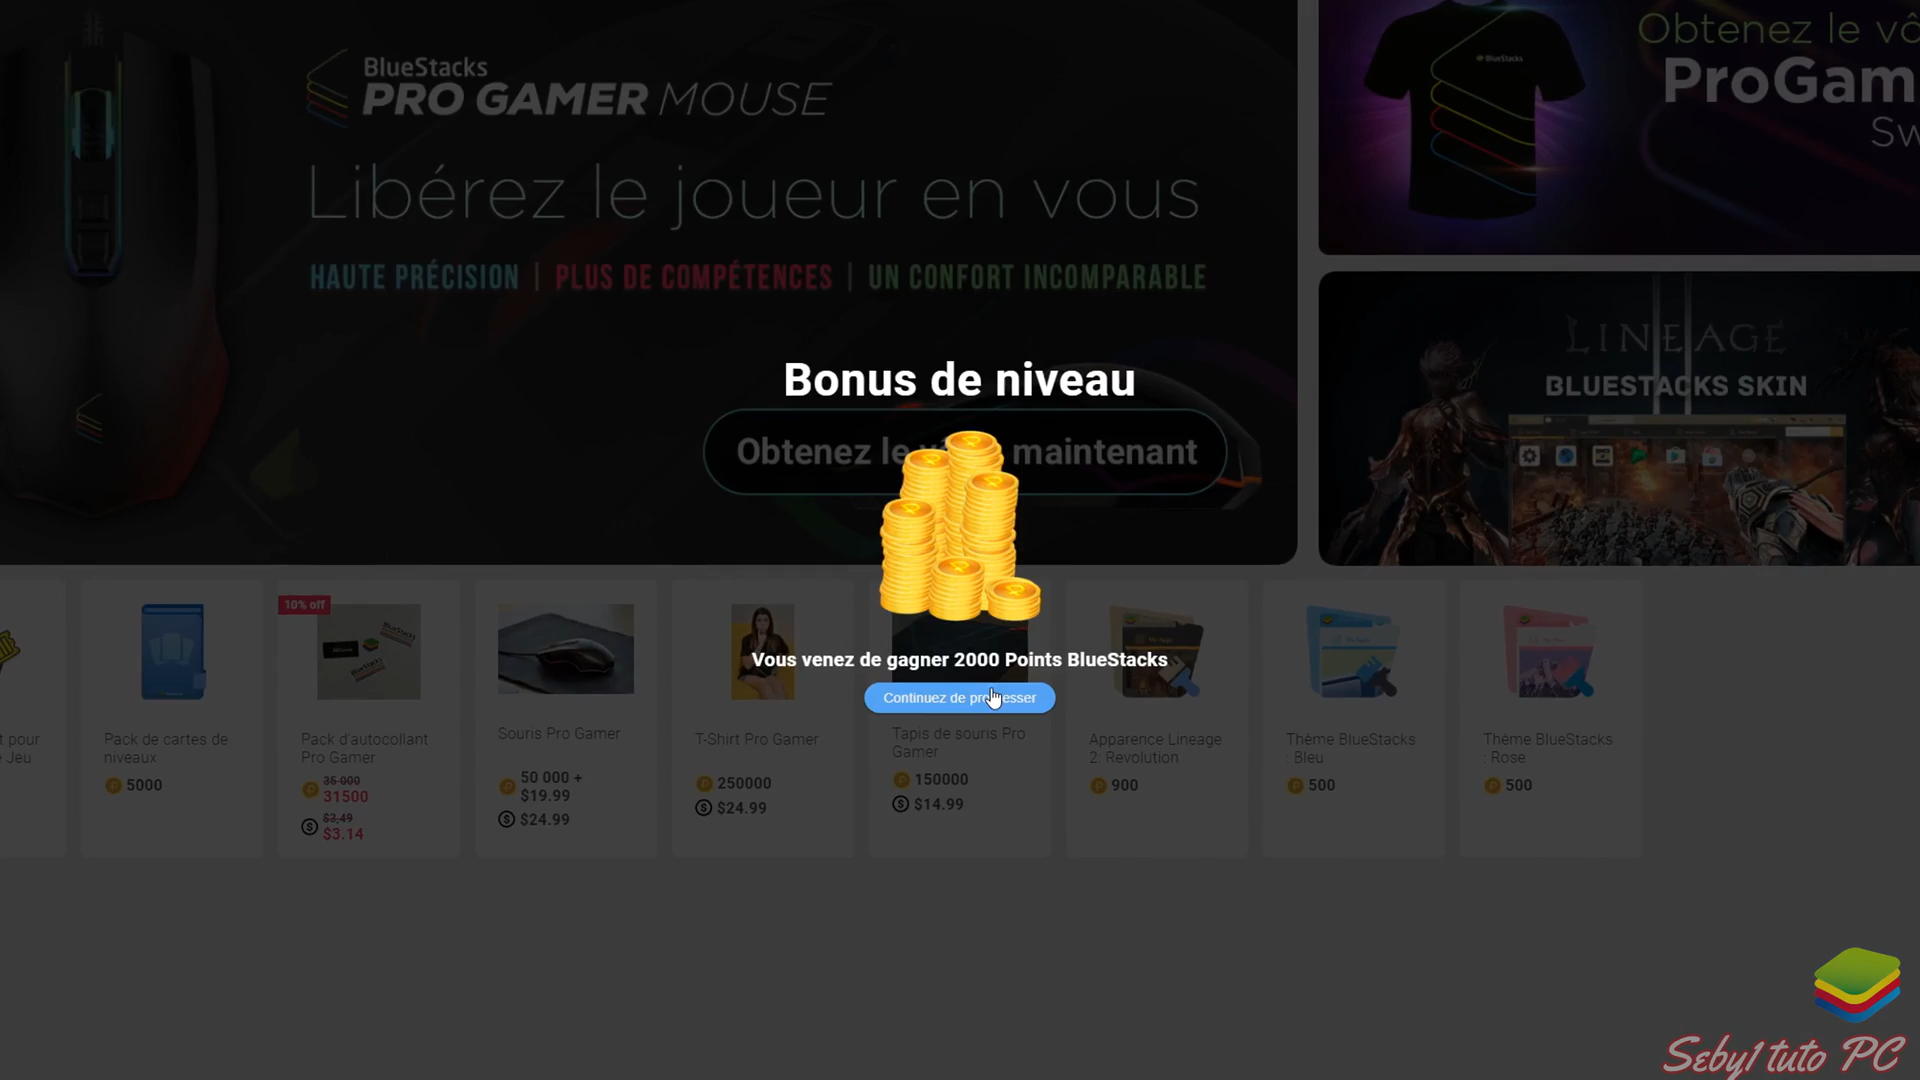 BlueStacks
PRO GAMER MOUSE
Libérez le joueur en vous
HAUTE PRÉCISION | PLUS DE COMPÉTENCES | UN CONFORT INCOMPARABLE
Obtenez le maintenant
Obtenez le vô
ProGam
Sw
BlueStacks
LINEAGE
BLUESTACKS SKIN
Bonus de niveau
Vous venez de gagner 2000 Points BlueStacks
Continuez de pro esser
t pour
Jeu
Pack de cartes de
niveaux
5000
10% off
Pack d'autocollant
Pro Gamer
35 000
31500
$3,49
$3.14
Souris Pro Gamer
50 000 +
$19.99
$24.99
T-Shirt Pro Gamer
250000
$24.99
Tapis de souris Pro
Gamer
150000
$14.99
Apparence Lineage
2: Revolution
900
Thème BlueStacks
: Bleu
500
Thème BlueStacks
: Rose
500
Seby1 tuto PC